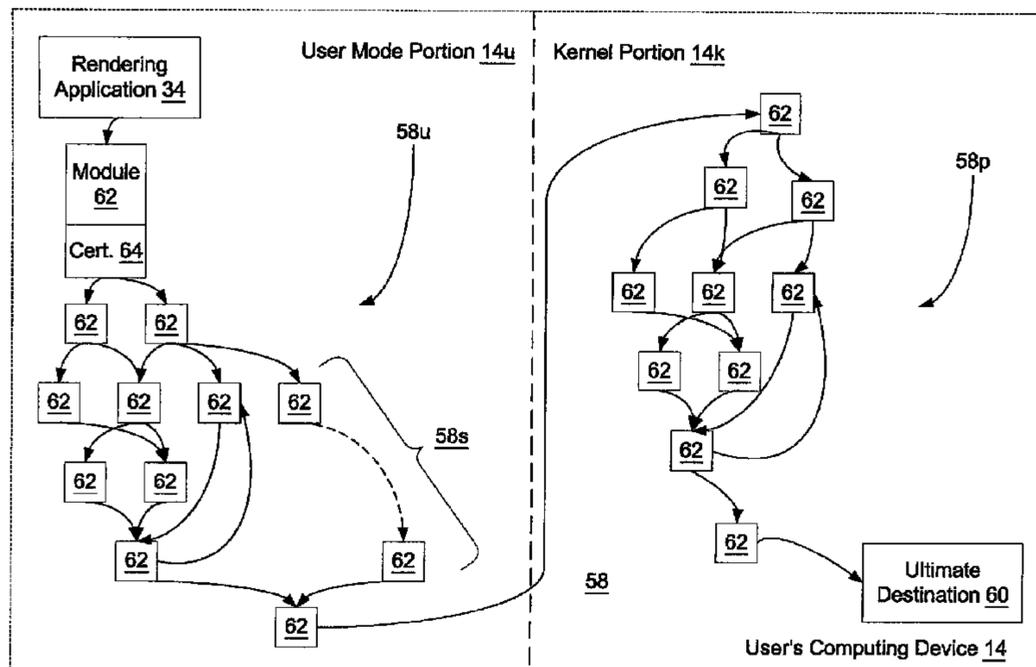 User Mode Portion 14u
Kernel Portion 14k
Rendering
Application 34
58u
58p
Module
62
Cert. 64
62
62
62
62
62
62
62
62
62
62
62
58s
62
62
62
62
62
62
62
62
62
62
62
58
Ultimate
Destination 60
User's Computing Device 14